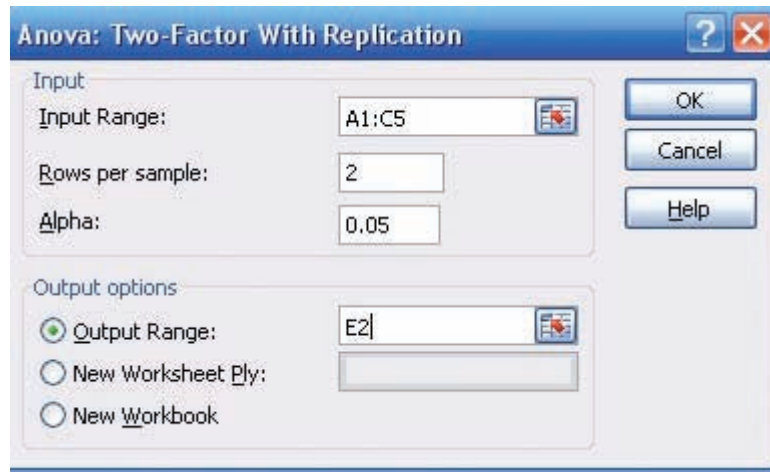 Anova: Two-Factor With Replication
Input
Input Range: A1:C5
Rows per sample: 2
Alpha: 0.05
OK
Cancel
Help
Output options
Output Range: E2
New Worksheet Ply:
New Workbook